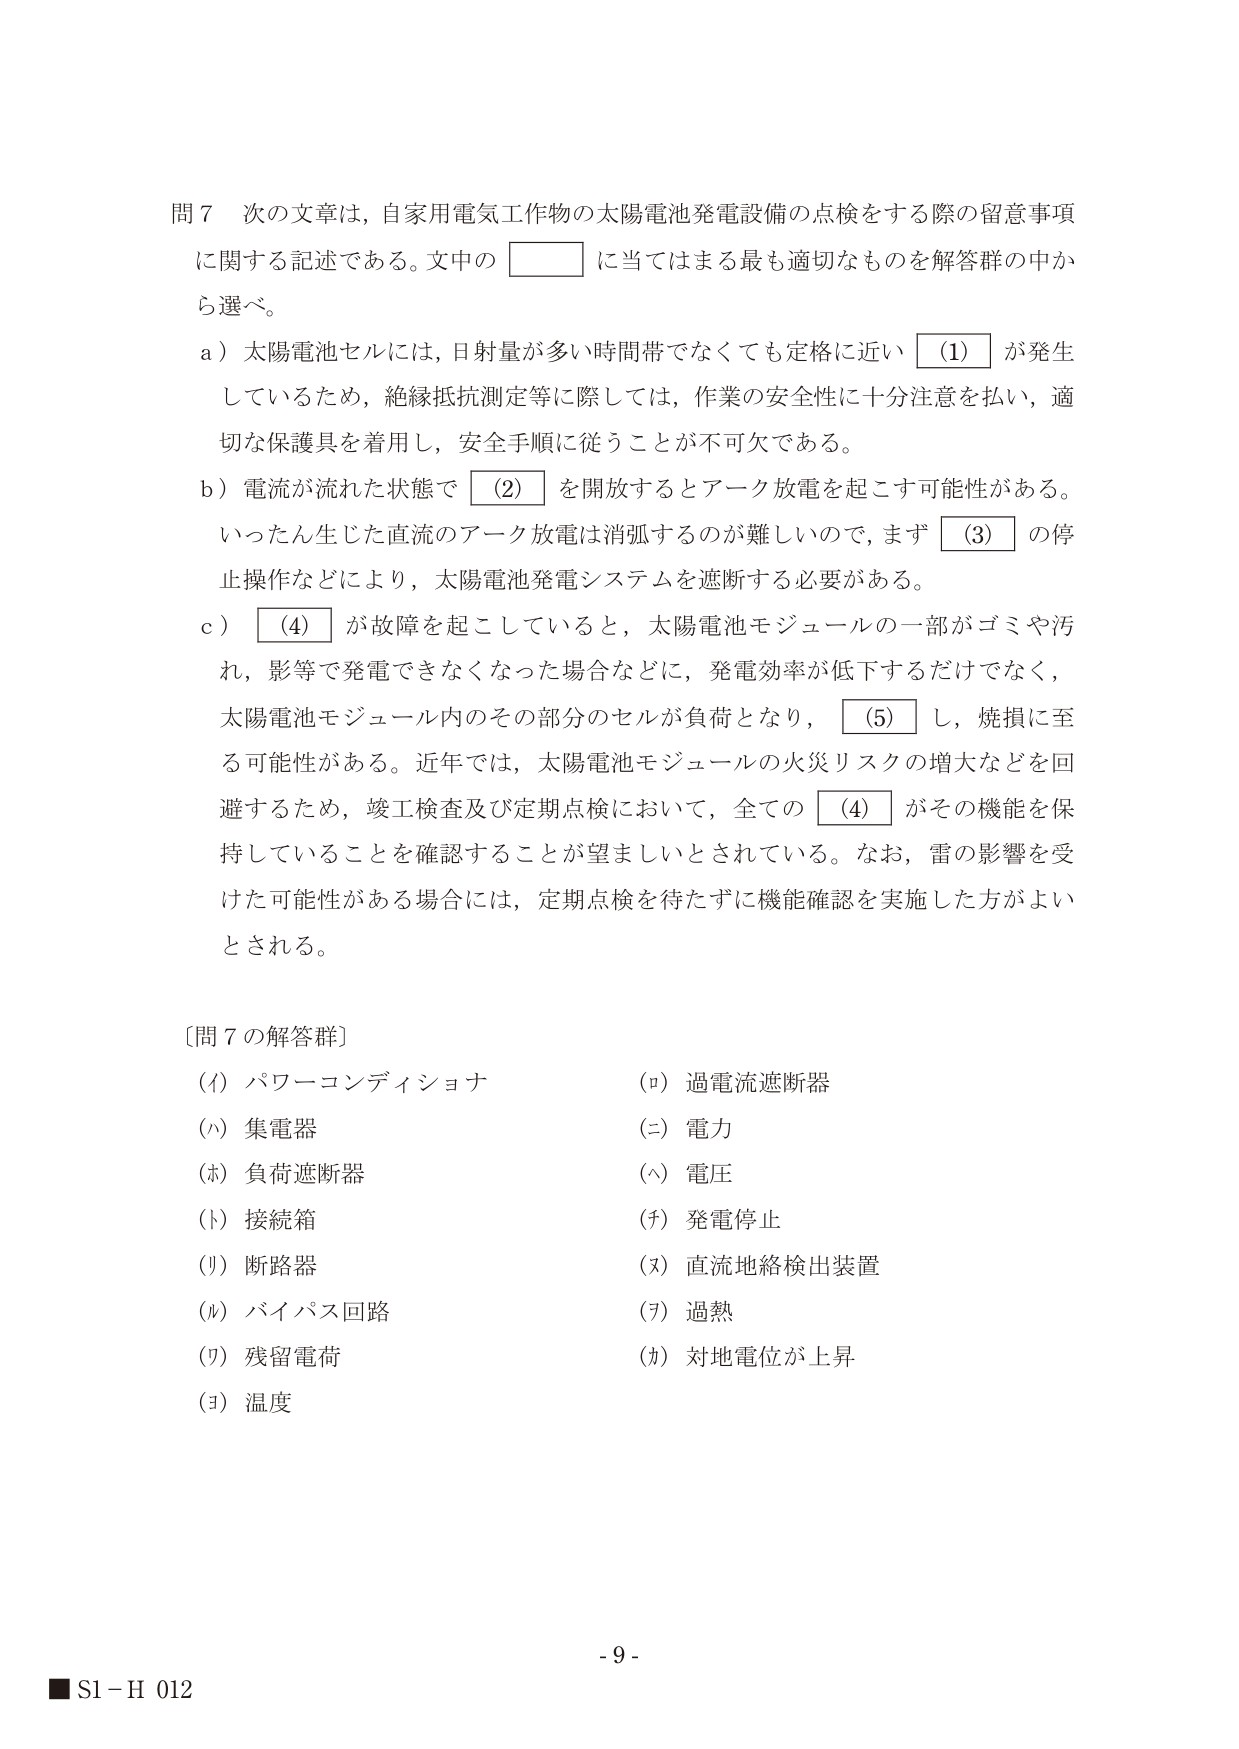 問７　次の文章は，自家用電気工作物の太陽電池発電設備の点検をする際の留意事項
に関する記述である。文中の　　　に当てはまる最も適切なものを解答群の中か
ら選べ。
ａ）太陽電池セルには，日射量が多い時間帯でなくても定格に近い (1) が発生
しているため，絶縁抵抗測定等に際しては，作業の安全性に十分注意を払い，適
切な保護具を着用し，安全手順に従うことが不可欠である。
ｂ）電流が流れた状態で (2) を開放するとアーク放電を起こす可能性がある。
いったん生じた直流のアーク放電は消弧するのが難しいので，まず (3) の停
止操作などにより，太陽電池発電システムを遮断する必要がある。
ｃ） (4) が故障を起こしていると，太陽電池モジュールの一部がゴミや汚
れ，影等で発電できなくなった場合などに，発電効率が低下するだけでなく，
太陽電池モジュール内のその部分のセルが負荷となり， (5) し，焼損に至
る可能性がある。近年では，太陽電池モジュールの火災リスクの増大などを回
避するため，竣工検査及び定期点検において，全ての (4) がその機能を保
持していることを確認することが望ましいとされている。なお，雷の影響を受
けた可能性がある場合には，定期点検を待たずに機能確認を実施した方がよい
とされる。
〔問７の解答群〕
(ｲ) パワーコンディショナ　　(ﾛ) 過電流遮断器
(ﾊ) 集電器　　(ﾆ) 電力
(ﾎ) 負荷遮断器　　(ﾍ) 電圧
(ﾄ) 接続箱　　(ﾁ) 発電停止
(ﾘ) 断路器　　(ﾇ) 直流地絡検出装置
(ﾙ) バイパス回路　　(ｦ) 過熱
(ﾜ) 残留電荷　　(ｶ) 対地電位が上昇
(ﾖ) 温度
- 9 -
■ S1－H 012